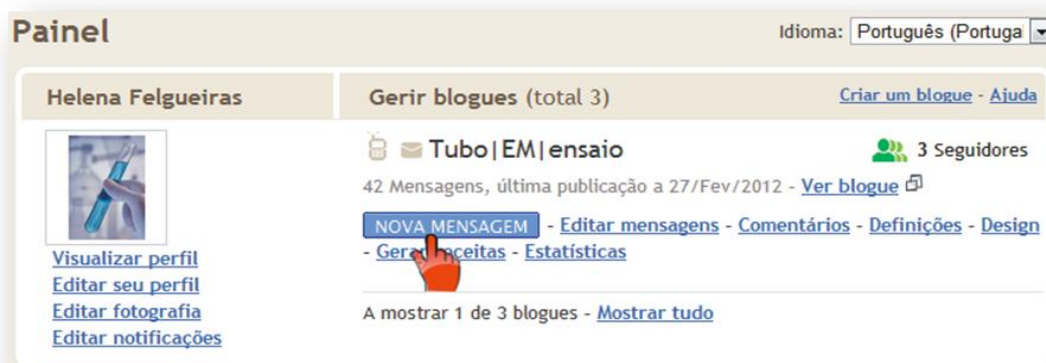 Painel
Idioma: Português (Portuga
Helena Felgueiras
Gerir blogues (total 3)
Criar um blogue - Ajuda
Tubo|EM|ensaio
3 Seguidores
42 Mensagens, última publicação a 27/Fev/2012 - Ver blogue
NOVA MENSAGEM - Editar mensagens - Comentários - Definições - Design
- Estatísticas
A mostrar 1 de 3 blogues - Mostrar tudo
Visualizar perfil
Editar seu perfil
Editar fotografia
Editar notificações